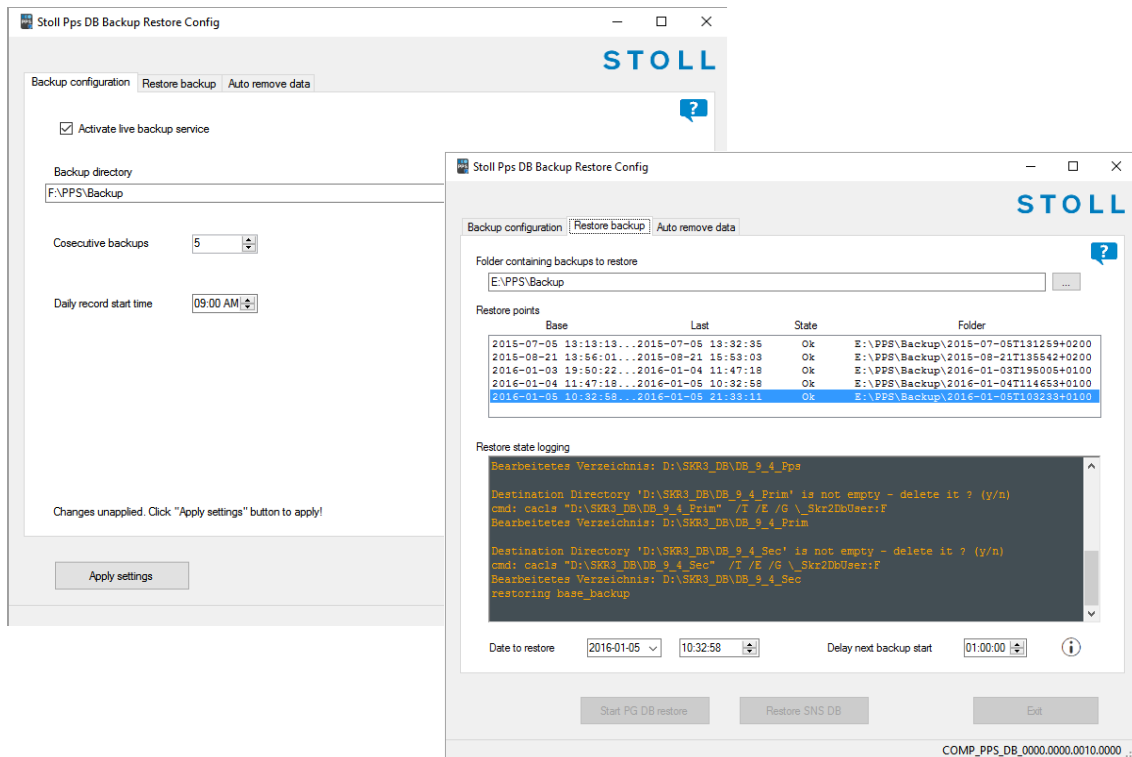 Stoll Pps DB Backup Restore Config
STOLL
Backup configuration Restore backup Auto remove data
?
Activate live backup service
Backup directory
F:\PPS\Backup
Cosecutive backups 5
Daily record start time 09:00 AM
Changes unapplied. Click "Apply settings" button to apply!
Apply settings
Stoll Pps DB Backup Restore Config
STOLL
Backup configuration Restore backup Auto remove data
?
Folder containing backups to restore
E:\PPS\Backup ...
Restore points
Base Last State Folder
2015-07-05 13:13:13...2015-07-05 13:32:35 Ok E:\PPS\Backup\2015-07-05T131259+0200
2015-08-21 13:56:01...2015-08-21 15:53:03 Ok E:\PPS\Backup\2015-08-21T135542+0200
2016-01-03 19:50:22...2016-01-04 11:47:18 Ok E:\PPS\Backup\2016-01-03T195005+0100
2016-01-04 11:47:18...2016-01-05 10:32:58 Ok E:\PPS\Backup\2016-01-04T114653+0100
2016-01-05 10:32:58...2016-01-05 21:33:11 Ok E:\PPS\Backup\2016-01-05T103233+0100
Restore state logging
Bearbeitetes Verzeichnis: D:\SKR3_DB\DB_9_4_Pps
Destination Directory 'D:\SKR3_DB\DB_9_4_Prim' is not empty - delete it ? (y/n)
cmd: cacls "D:\SKR3_DB\DB_9_4_Prim" /T /E /G \_Skr2DbUser:F
Bearbeitetes Verzeichnis: D:\SKR3_DB\DB_9_4_Prim
Destination Directory 'D:\SKR3_DB\DB_9_4_Sec' is not empty - delete it ? (y/n)
cmd: cacls "D:\SKR3_DB\DB_9_4_Sec" /T /E /G \_Skr2DbUser:F
Bearbeitetes Verzeichnis: D:\SKR3_DB\DB_9_4_Sec
restoring base_backup
Date to restore 2016-01-05 10:32:58 Delay next backup start 01:00:00 i
Start PG DB restore Restore SNS DB Exit
COMP_PPS_DB_0000.0000.0010.0000